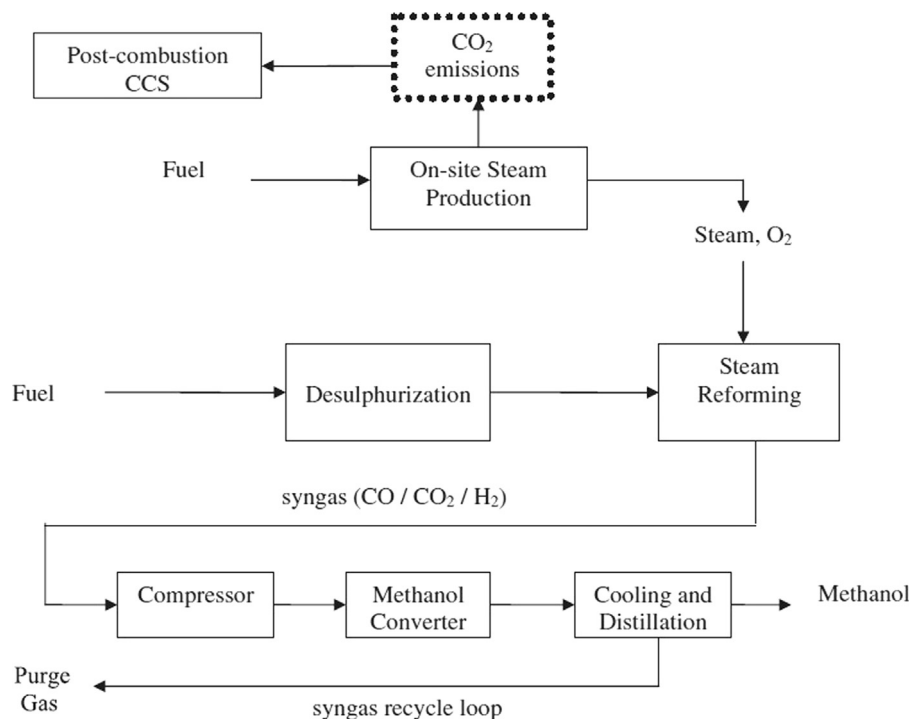 CO₂
emissions
Post-combustion
CCS
Fuel
On-site Steam
Production
Steam, O₂
Fuel
Desulphurization
Steam
Reforming
syngas (CO / CO₂ / H₂)
Compressor
Methanol
Converter
Cooling and
Distillation
Methanol
Purge
Gas
syngas recycle loop